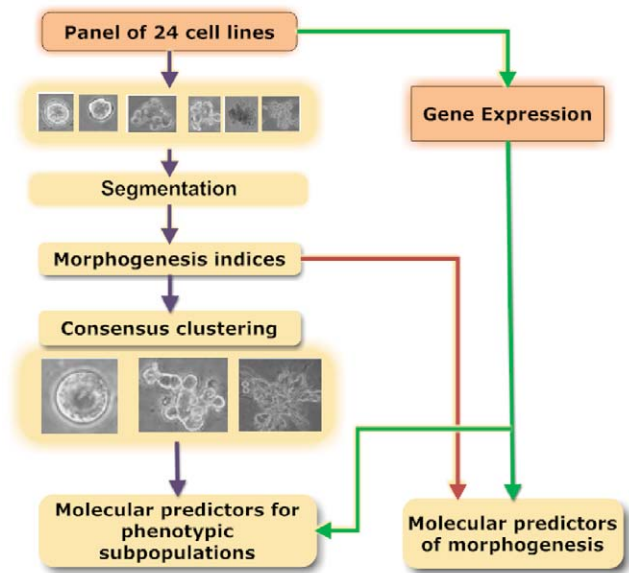 Panel of 24 cell lines
Gene Expression
Segmentation
Morphogenesis indices
Consensus clustering
Molecular predictors for
phenotypic
subpopulations
Molecular predictors
of morphogenesis